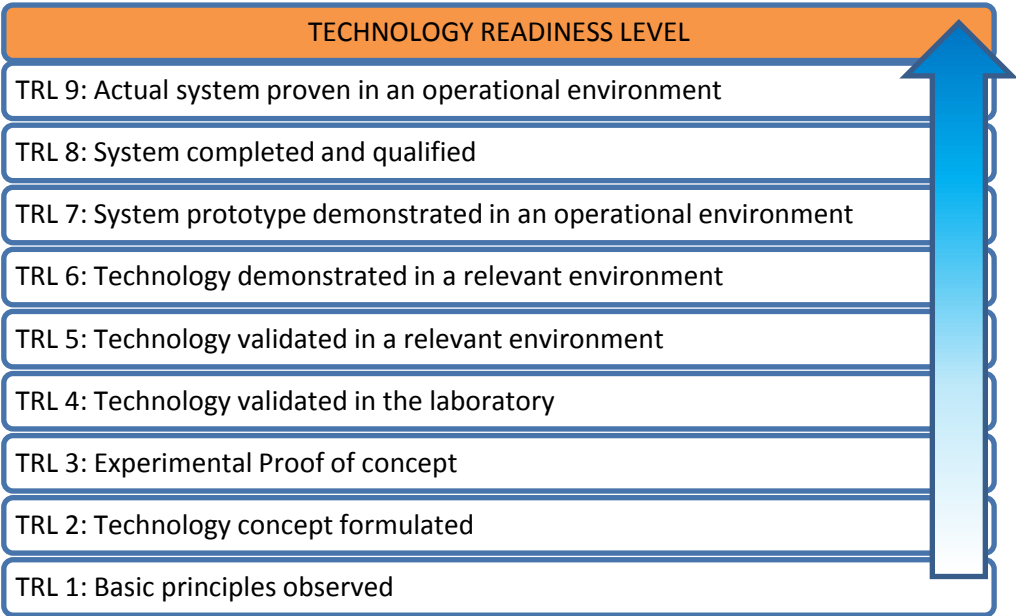 TECHNOLOGY READINESS LEVEL
TRL 9: Actual system proven in an operational environment
TRL 8: System completed and qualified
TRL 7: System prototype demonstrated in an operational environment
TRL 6: Technology demonstrated in a relevant environment
TRL 5: Technology validated in a relevant environment
TRL 4: Technology validated in the laboratory
TRL 3: Experimental Proof of concept
TRL 2: Technology concept formulated
TRL 1: Basic principles observed